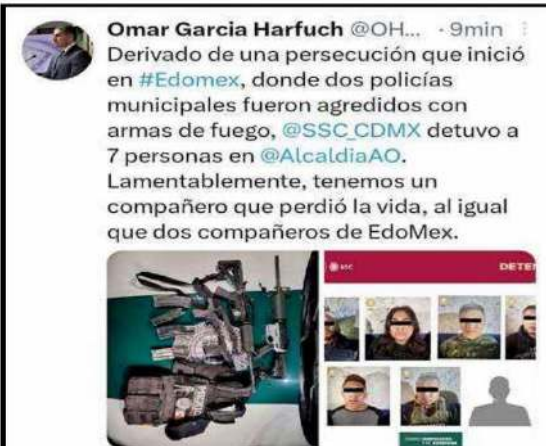 Omar Garcia Harfuch @OH... · 9min
Derivado de una persecución que inició
en #Edomex, donde dos policías
municipales fueron agredidos con
armas de fuego, @SSC_CDMX detuvo a
7 personas en @AlcaldiaAO.
Lamentablemente, tenemos un
compañero que perdió la vida, al igual
que dos compañeros de EdoMex.
DETEN